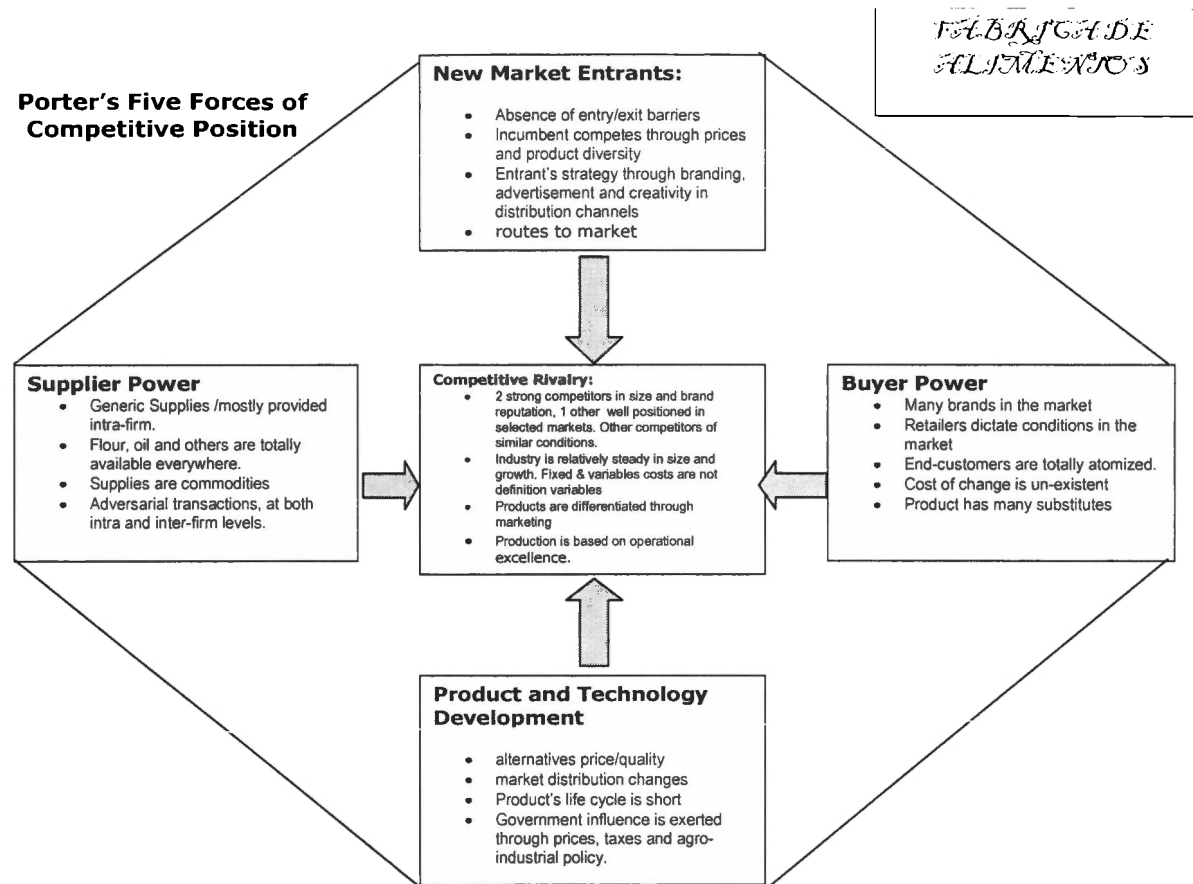 FABRICA DE
ALIMENTOS
Porter's Five Forces of
Competitive Position
New Market Entrants:
• Absence of entry/exit barriers
• Incumbent competes through prices
and product diversity
• Entrant's strategy through branding,
advertisement and creativity in
distribution channels
• routes to market
Supplier Power
• Generic Supplies /mostly provided
intra-firm.
• Flour, oil and others are totally
available everywhere.
• Supplies are commodities
• Adversarial transactions, at both
intra and inter-firm levels.
Competitive Rivalry:
• 2 strong competitors in size and brand
reputation, 1 other well positioned in
selected markets. Other competitors of
similar conditions.
• Industry is relatively steady in size and
growth. Fixed & variables costs are not
definition variables
• Products are differentiated through
marketing
• Production is based on operational
excellence.
Buyer Power
• Many brands in the market
• Retailers dictate conditions in the
market
• End-customers are totally atomized.
• Cost of change is un-existent
• Product has many substitutes
Product and Technology
Development
• alternatives price/quality
• market distribution changes
• Product's life cycle is short
• Government influence is exerted
through prices, taxes and agro-
industrial policy.